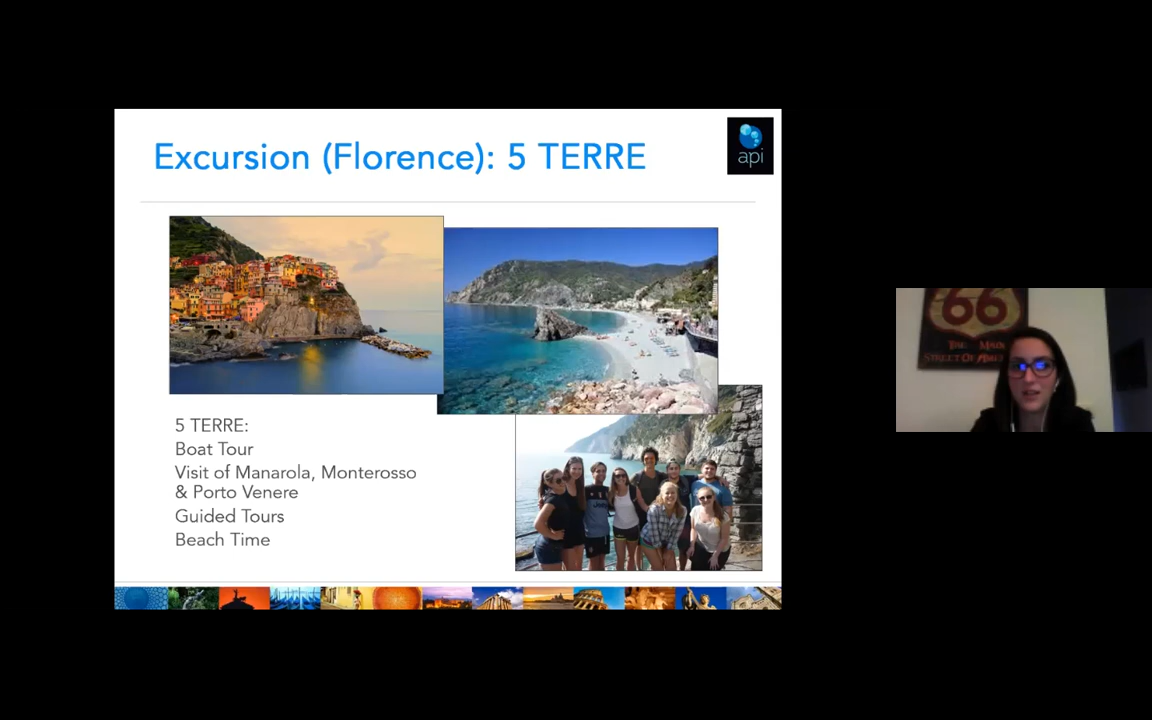 Excursion (Florence): 5 TERRE
api
5 TERRE:
Boat Tour
Visit of Manarola, Monterosso
& Porto Venere
Guided Tours
Beach Time
66
THE MAIN
STREET OF